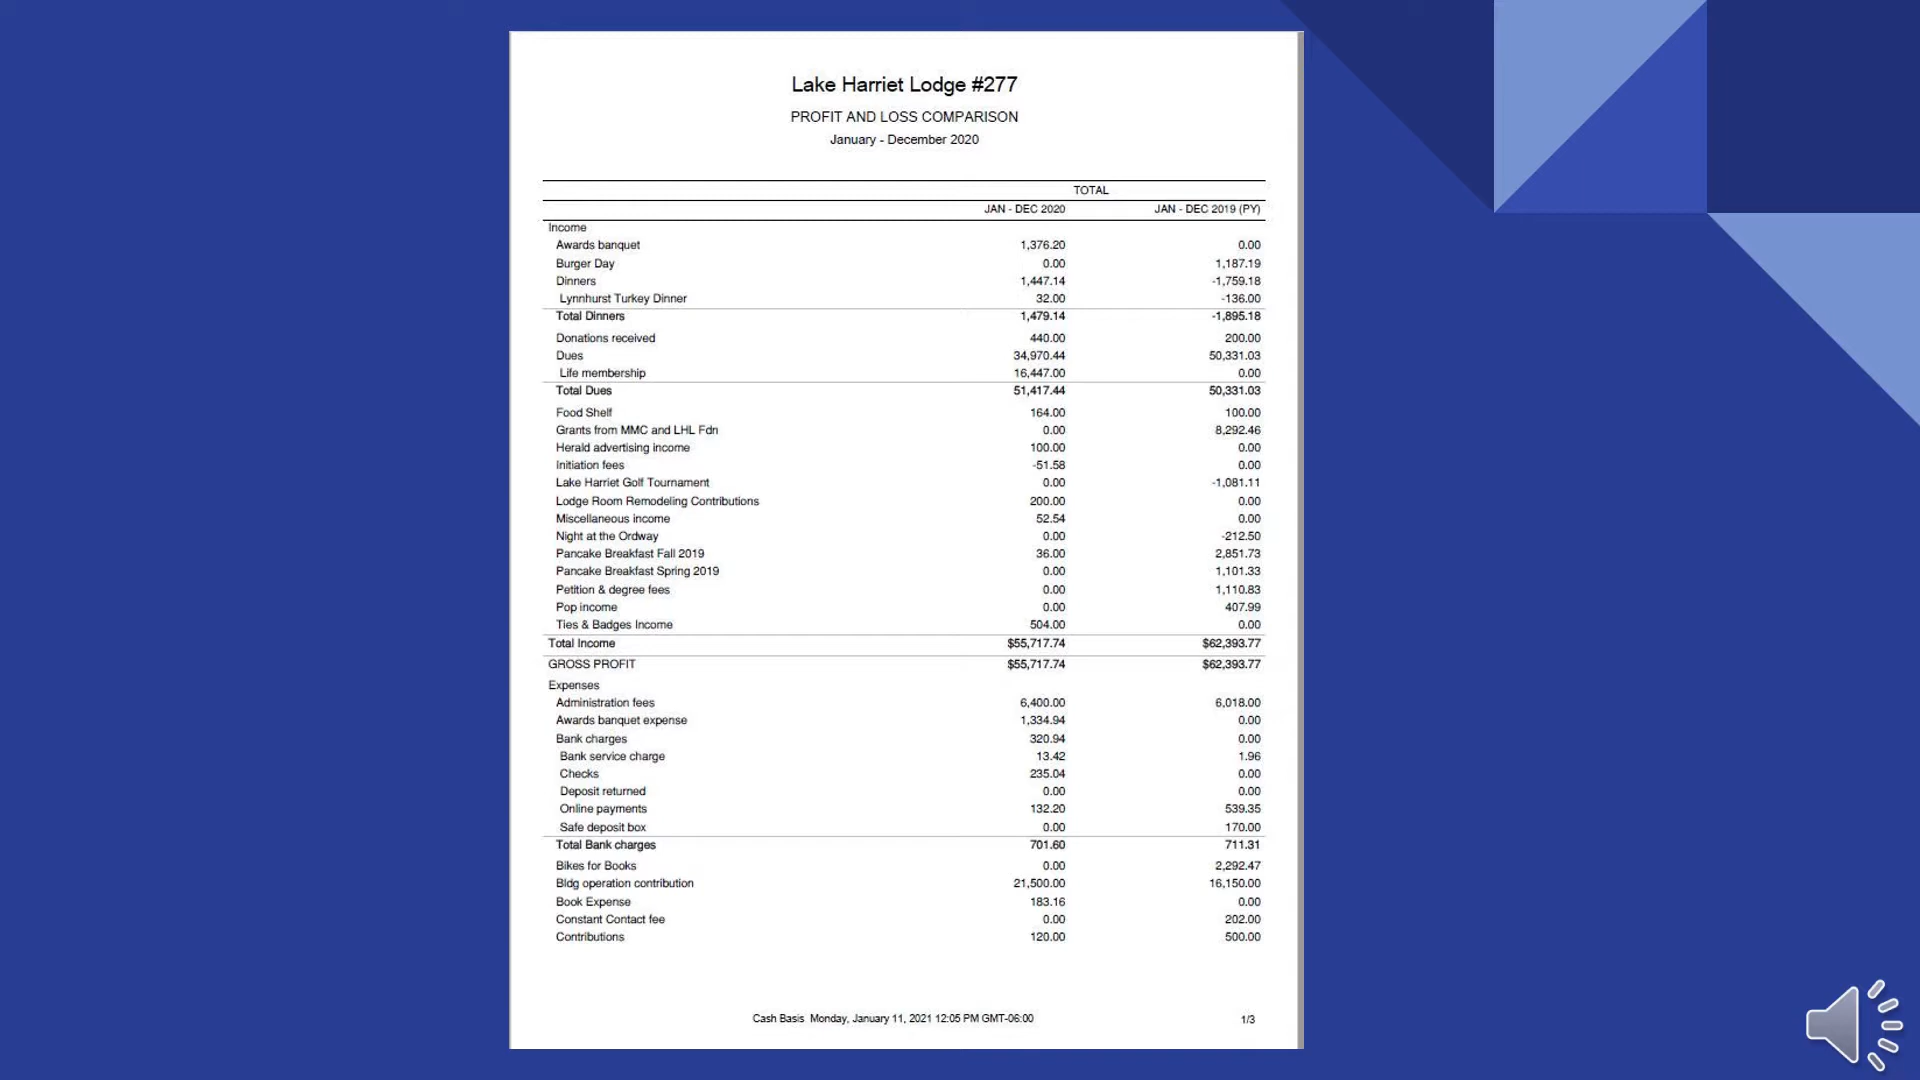 Lake Harriet Lodge #277
PROFIT AND LOSS COMPARISON
January - December 2020
TOTAL
JAN - DEC 2020 JAN - DEC 2019 (PY)
Income
Awards banquet 1,376.20 0.00
Burger Day 0.00 1,187.19
Dinners 1,447.14 -1,759.18
Lynnhurst Turkey Dinner 32.00 -136.00
Total Dinners 1,479.14 -1,895.18
Donations received 440.00 200.00
Dues 34,970.44 50,331.03
Life membership 16,447.00 0.00
Total Dues 51,417.44 50,331.03
Food Shelf 164.00 100.00
Grants from MMC and LHL Fdn 0.00 8,292.46
Herald advertising income 100.00 0.00
Initiation fees -51.58 0.00
Lake Harriet Golf Tournament 0.00 -1,081.11
Lodge Room Remodeling Contributions 200.00 0.00
Miscellaneous income 52.54 0.00
Night at the Ordway 0.00 -212.50
Pancake Breakfast Fall 2019 36.00 2,851.73
Pancake Breakfast Spring 2019 0.00 1,101.33
Petition & degree fees 0.00 1,110.83
Pop income 0.00 407.99
Ties & Badges Income 504.00 0.00
Total Income $55,717.74 $62,393.77
GROSS PROFIT $55,717.74 $62,393.77
Expenses
Administration fees 6,400.00 6,018.00
Awards banquet expense 1,334.94 0.00
Bank charges 320.94 0.00
Bank service charge 13.42 1.96
Checks 235.04 0.00
Deposit returned 0.00 0.00
Online payments 132.20 539.35
Safe deposit box 0.00 170.00
Total Bank charges 701.60 711.31
Bikes for Books 0.00 2,292.47
Bldg operation contribution 21,500.00 16,150.00
Book Expense 183.16 0.00
Constant Contact fee 0.00 202.00
Contributions 120.00 500.00
Cash Basis Monday, January 11, 2021 12:05 PM GMT-06:00 1/3